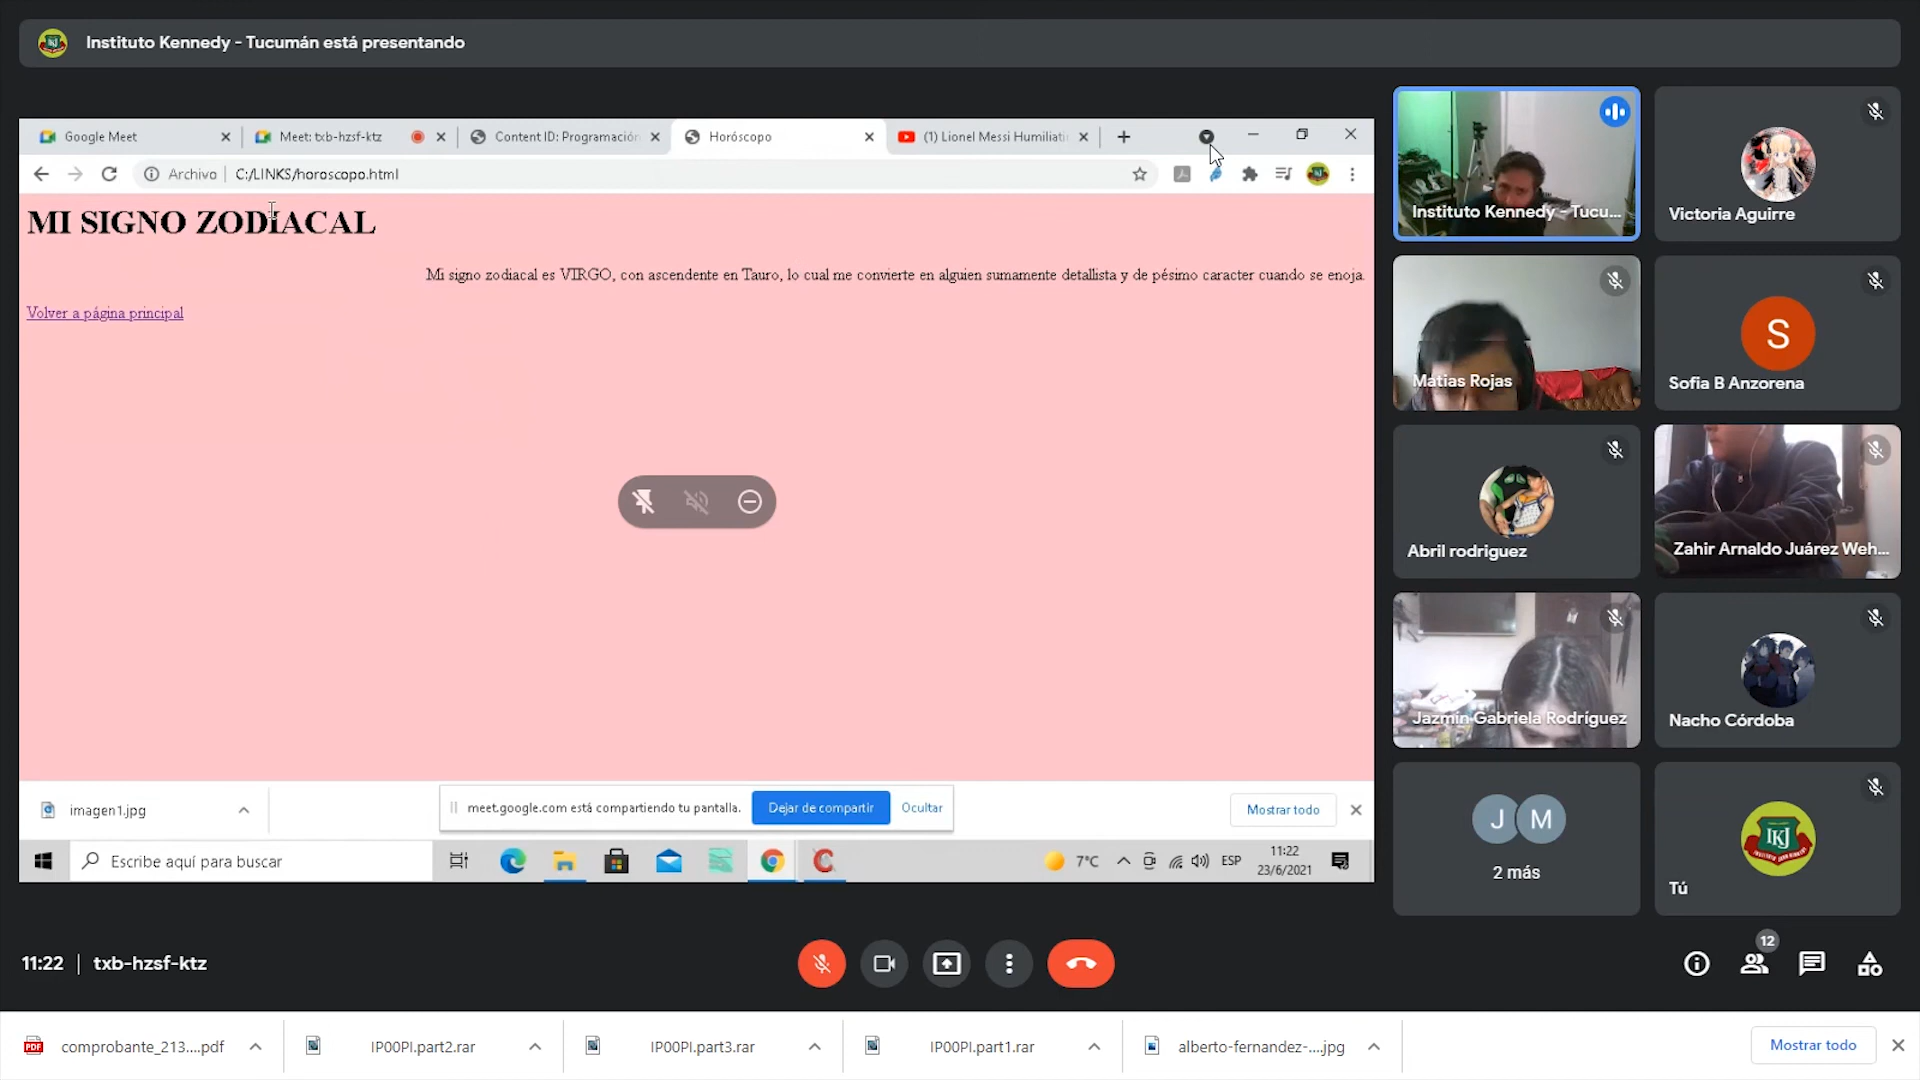 Instituto Kennedy - Tucumán está presentando
Google Meet
Meet: txb-hzsf-ktz
Content ID: Programación
Horóscopo
(1) Lionel Messi Humiliati
Archivo
C:/LINKS/horoscopo.html
MI SIGNO ZODIACAL
Mi signo zodiacal es VIRGO, con ascendente en Tauro, lo cual me convierte en alguien sumamente detallista y de pésimo caracter cuando se enoja.
Volver a página principal
imagen1.jpg
meet.google.com está compartiendo tu pantalla.
Dejar de compartir
Ocultar
Mostrar todo
Escribe aquí para buscar
7°C
ESP
11:22
23/6/2021
Instituto Kennedy - Tucu...
Victoria Aguirre
Matias Rojas
S
Sofia B Anzorena
Abril rodriguez
Zahir Arnaldo Juárez Weh...
Jazmín Gabriela Rodríguez
Nacho Córdoba
J
M
2 más
IKJ
Tú
11:22
txb-hzsf-ktz
12
PDF
comprobante_213....pdf
IP00PI.part2.rar
IP00PI.part3.rar
IP00PI.part1.rar
alberto-fernandez-....jpg
Mostrar todo